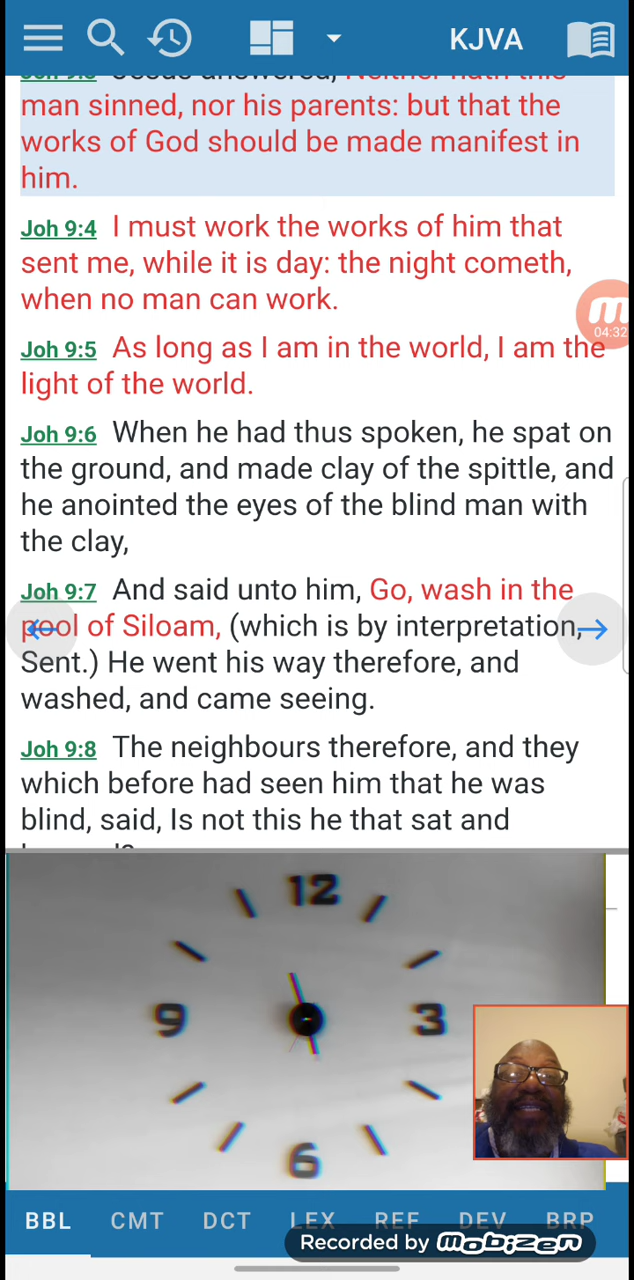 KJVA
Jesus answered, Neither hath this
man sinned, nor his parents: but that the
works of God should be made manifest in
him.
Joh 9:4 I must work the works of him that
sent me, while it is day: the night cometh,
when no man can work.
04:32
Joh 9:5 As long as I am in the world, I am the
light of the world.
Joh 9:6 When he had thus spoken, he spat on
the ground, and made clay of the spittle, and
he anointed the eyes of the blind man with
the clay,
Joh 9:7 And said unto him, Go, wash in the
pool of Siloam, (which is by interpretation,
Sent.) He went his way therefore, and
washed, and came seeing.
Joh 9:8 The neighbours therefore, and they
which before had seen him that he was
blind, said, Is not this he that sat and
12
9
3
6
BBL CMT DCT LEX REF DEV BRP
Recorded by mobizen